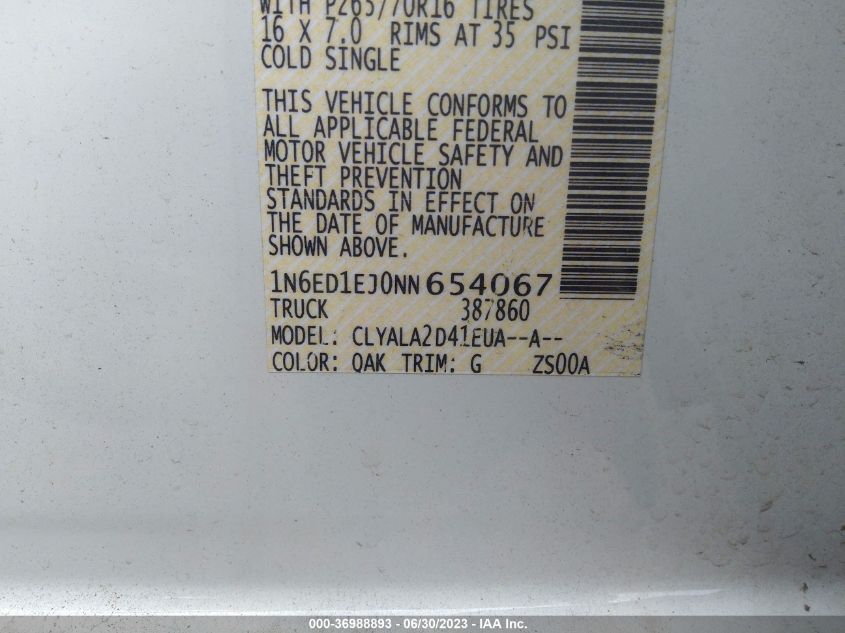 WITH P265/70R16 TIRES
16 X 7.0 RIMS AT 35 PSI
COLD SINGLE
THIS VEHICLE CONFORMS TO
ALL APPLICABLE FEDERAL
MOTOR VEHICLE SAFETY AND
THEFT PREVENTION
STANDARDS IN EFFECT ON
THE DATE OF MANUFACTURE
SHOWN ABOVE.
1N6ED1EJ0NN654067
TRUCK 387860
MODEL: CLYALA2D41EUA--A--
COLOR: QAK TRIM: G ZS00A
000-36988893 - 06/30/2023 - IAA Inc.